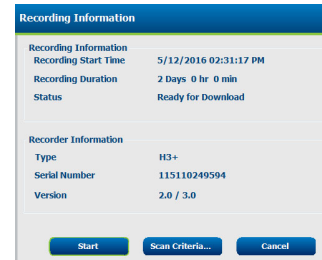 Recording Information
Recording Information
Recording Start Time 5/12/2016 02:31:17 PM
Recording Duration 2 Days 0 hr 0 min
Status Ready for Download
Recorder Information
Type H3+
Serial Number 115110249594
Version 2.0 / 3.0
Start Scan Criteria... Cancel